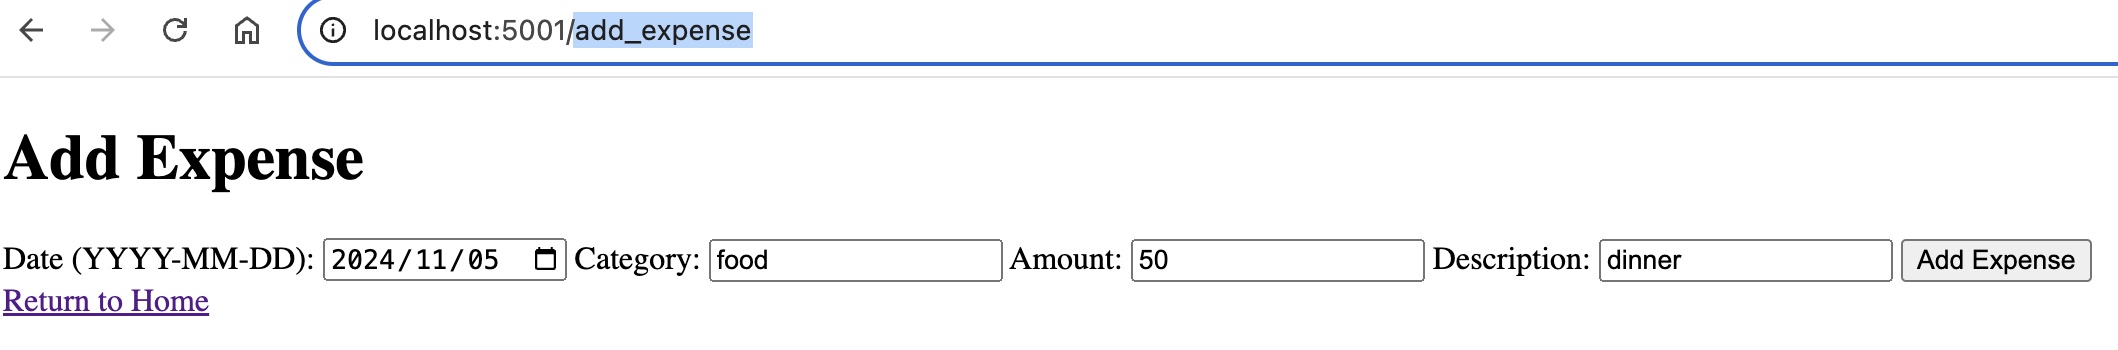 localhost:5001/add_expense
Add Expense
Date (YYYY-MM-DD): 2024/11/05 Category: food Amount: 50 Description: dinner Add Expense
Return to Home